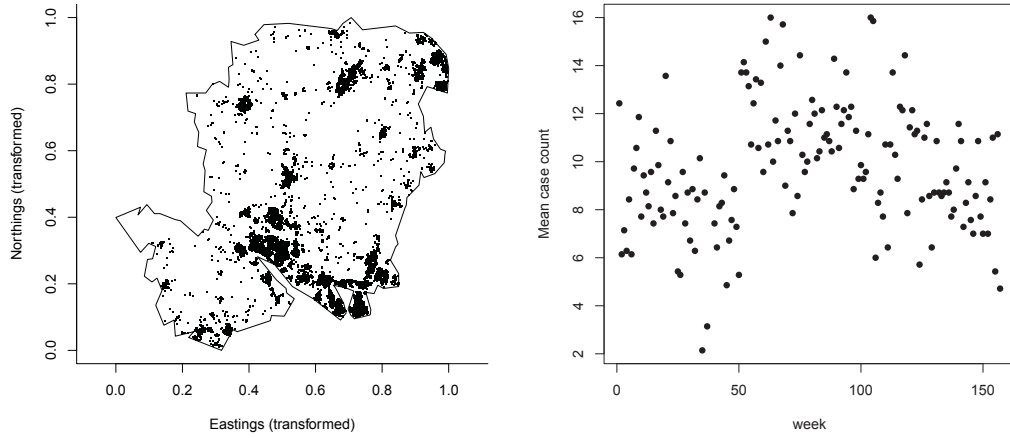 1.0
0.8
0.6
0.4
0.2
0.0
Northings (transformed)
0.0 0.2 0.4 0.6 0.8 1.0
Eastings (transformed)
16
14
12
10
8
6
4
2
Mean case count
0 50 100 150
week